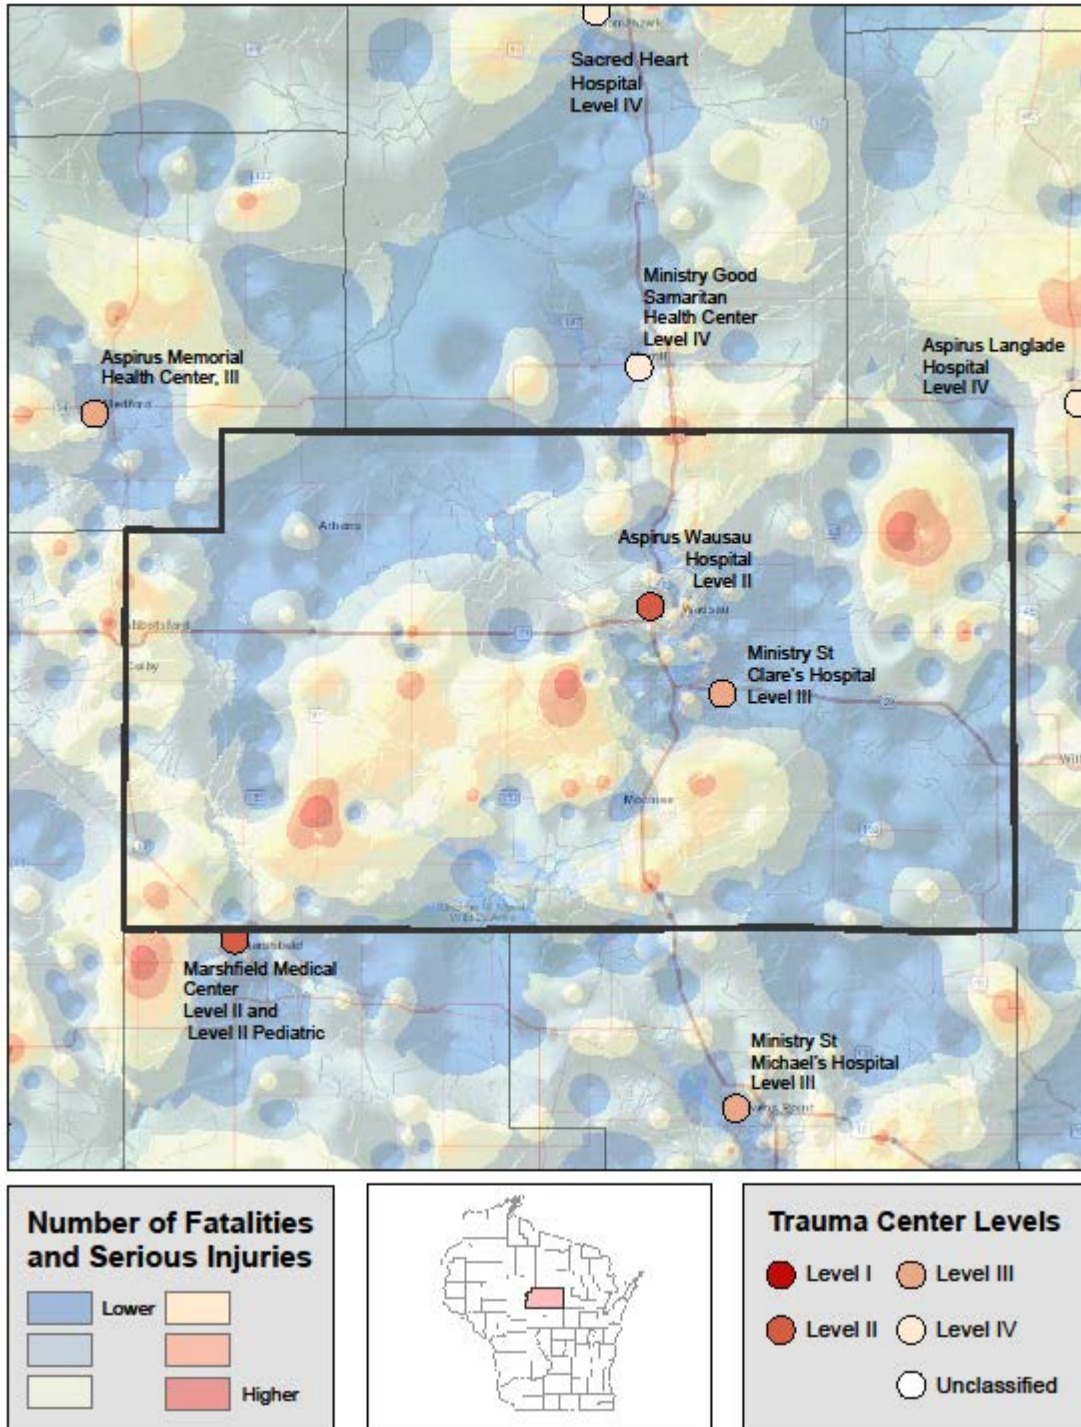 Sacred Heart
Hospital
Level IV
Ministry Good
Samaritan
Health Center
Level IV
Aspirus Memorial
Health Center, III
Medford
Aspirus Langlade
Hospital
Level IV
Athens
Aspirus Wausau
Hospital
Level II
Wausau
Ministry St
Clare's Hospital
Level III
Colby
Marshfield Medical
Center
Level II and
Level II Pediatric
Ministry St
Michael's Hospital
Level III
Number of Fatalities
and Serious Injuries
Lower
Higher
Trauma Center Levels
Level I
Level III
Level II
Level IV
Unclassified